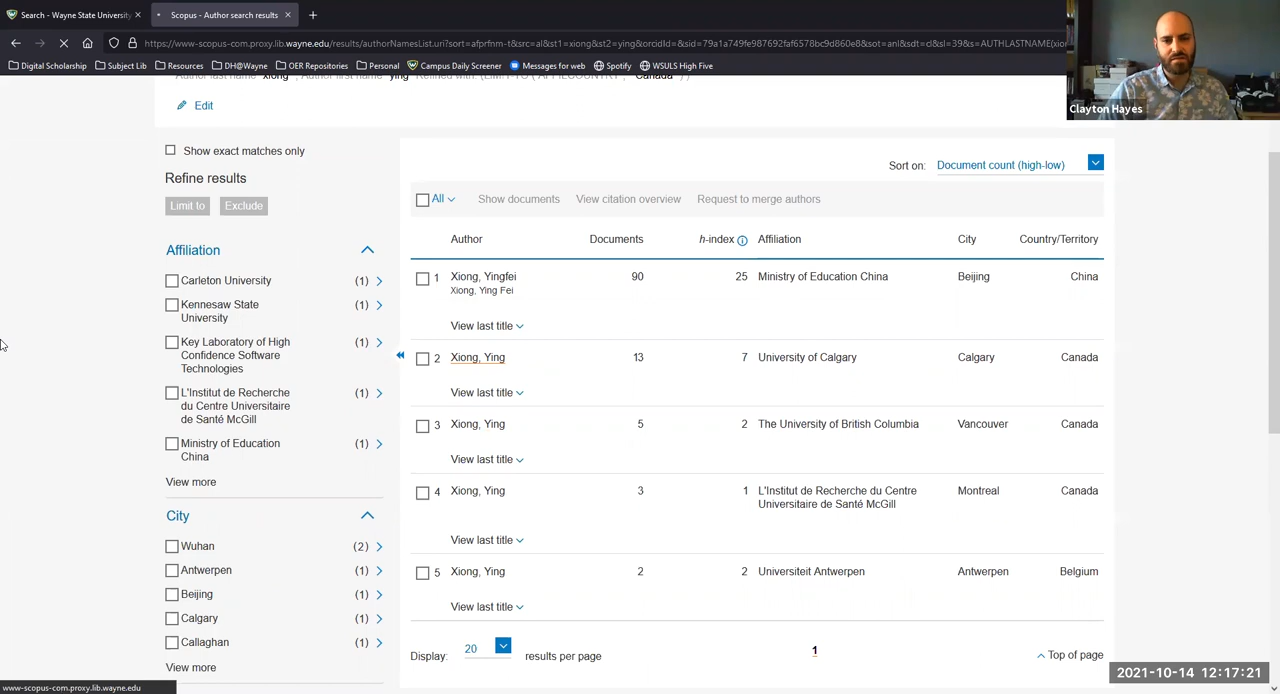 Search - Wayne State University
Scopus - Author search results
https://www-scopus-com.proxy.lib.wayne.edu/results/authorNamesList.uri?sort=afprfnm-t&src=al&st1=xiong&st2=ying&orcidId=&sid=79a1a749fe987692faf6578bc9d860e8&sot=anl&sdt=cl&sl=39&s=AUTHLASTNAME(xion
Digital Scholarship
Subject Lib
Resources
DH@Wayne
OER Repositories
Personal
Campus Daily Screener
Messages for web
Spotify
WSULS High Five
Clayton Hayes
Edit
Show exact matches only
Refine results
Limit to
Exclude
Affiliation
Carleton University (1)
Kennesaw State (1)
University
Key Laboratory of High (1)
Confidence Software
Technologies
L'Institut de Recherche (1)
du Centre Universitaire
de Santé McGill
Ministry of Education (1)
China
View more
City
Wuhan (2)
Antwerpen (1)
Beijing (1)
Calgary (1)
Callaghan (1)
View more
Sort on: Document count (high-low)
All Show documents View citation overview Request to merge authors
Author Documents h-index Affiliation City Country/Territory
1 Xiong, Yingfei 90 25 Ministry of Education China Beijing China
Xiong, Ying Fei
View last title
2 Xiong, Ying 13 7 University of Calgary Calgary Canada
View last title
3 Xiong, Ying 5 2 The University of British Columbia Vancouver Canada
View last title
4 Xiong, Ying 3 1 L'Institut de Recherche du Centre Montreal Canada
Universitaire de Santé McGill
View last title
5 Xiong, Ying 2 2 Universiteit Antwerpen Antwerpen Belgium
View last title
Display: 20 results per page
1
Top of page
www-scopus-com.proxy.lib.wayne.edu
2021-10-14 12:17:21